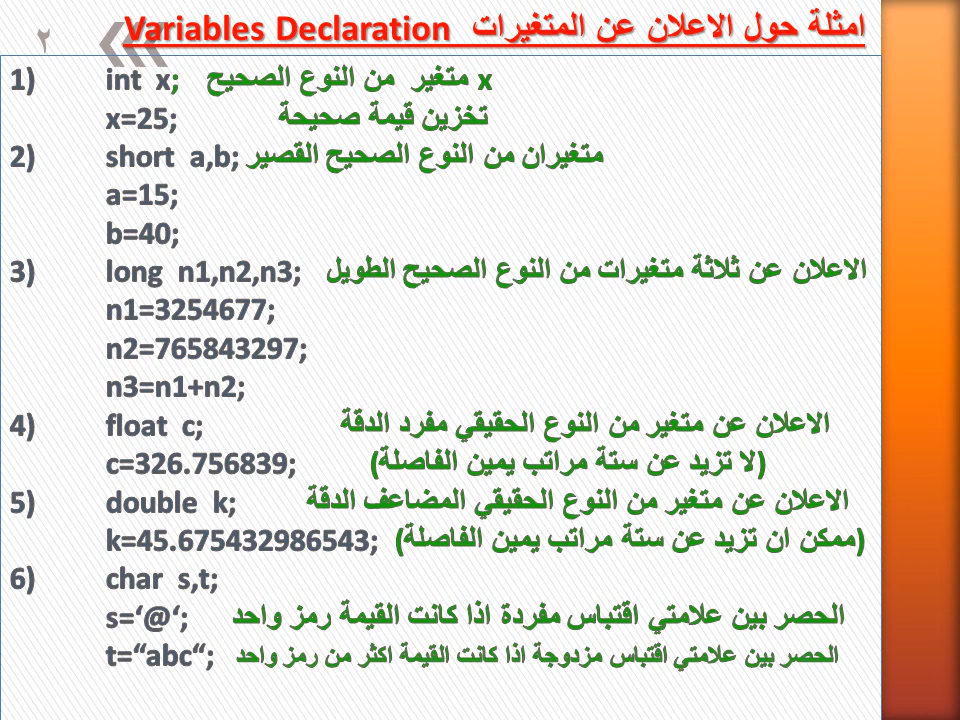 امثلة حول الاعلان عن المتغيرات Variables Declaration
٢
1) int x; متغير من النوع الصحيح x
x=25; تخزين قيمة صحيحة
2) short a,b; متغيران من النوع الصحيح القصير
a=15;
b=40;
3) long n1,n2,n3; الاعلان عن ثلاثة متغيرات من النوع الصحيح الطويل
n1=3254677;
n2=765843297;
n3=n1+n2;
4) float c; الاعلان عن متغير من النوع الحقيقي مفرد الدقة
c=326.756839; (لا تزيد عن ستة مراتب يمين الفاصلة)
5) double k; الاعلان عن متغير من النوع الحقيقي المضاعف الدقة
k=45.675432986543; (ممكن ان تزيد عن ستة مراتب يمين الفاصلة)
6) char s,t;
s=‘@‘; الحصر بين علامتي اقتباس مفردة اذا كانت القيمة رمز واحد
t=“abc“; الحصر بين علامتي اقتباس مزدوجة اذا كانت القيمة اكثر من رمز واحد